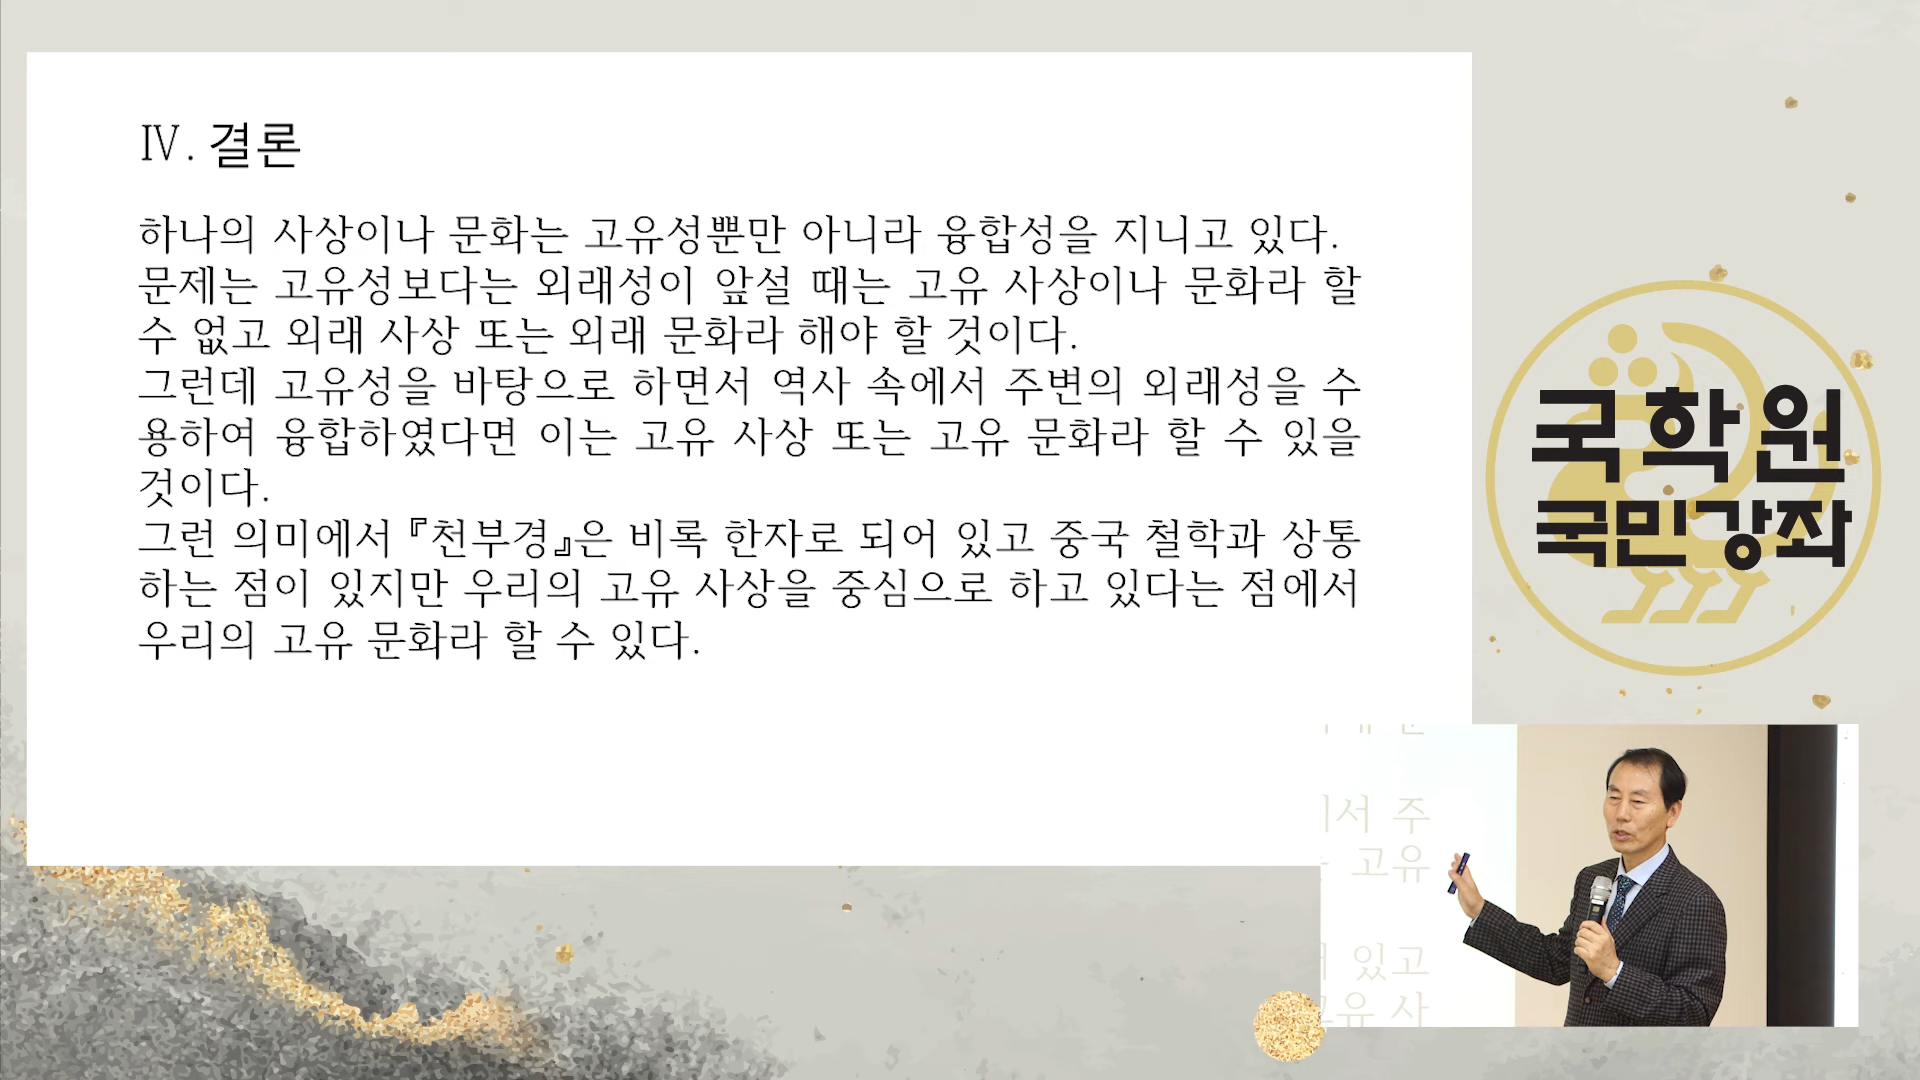 Ⅳ. 결론
하나의 사상이나 문화는 고유성뿐만 아니라 융합성을 지니고 있다.
문제는 고유성보다는 외래성이 앞설 때는 고유 사상이나 문화라 할
수 없고 외래 사상 또는 외래 문화라 해야 할 것이다.
그런데 고유성을 바탕으로 하면서 역사 속에서 주변의 외래성을 수
용하여 융합하였다면 이는 고유 사상 또는 고유 문화라 할 수 있을
것이다.
그런 의미에서 『천부경』은 비록 한자로 되어 있고 중국 철학과 상통
하는 점이 있지만 우리의 고유 사상을 중심으로 하고 있다는 점에서
우리의 고유 문화라 할 수 있다.
국학원
국민강좌
서 주
고유
있고
고유 사